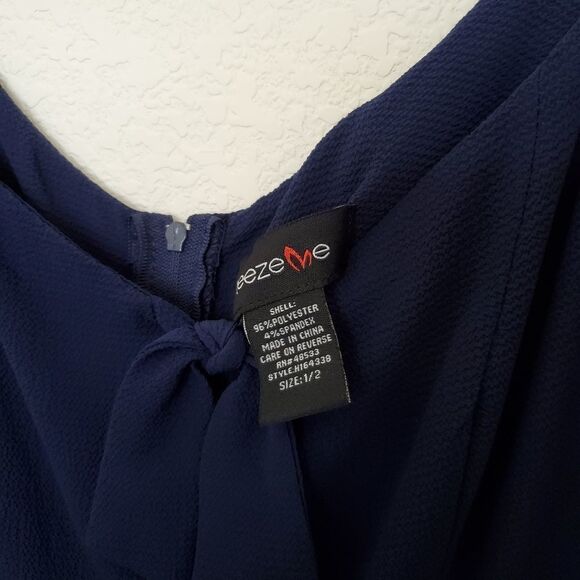 eezeMe
SHELL:
96%POLYESTER
4%SPANDEX
MADE IN CHINA
CARE ON REVERSE
RN#48533
STYLE.H164338
SIZE:1/2